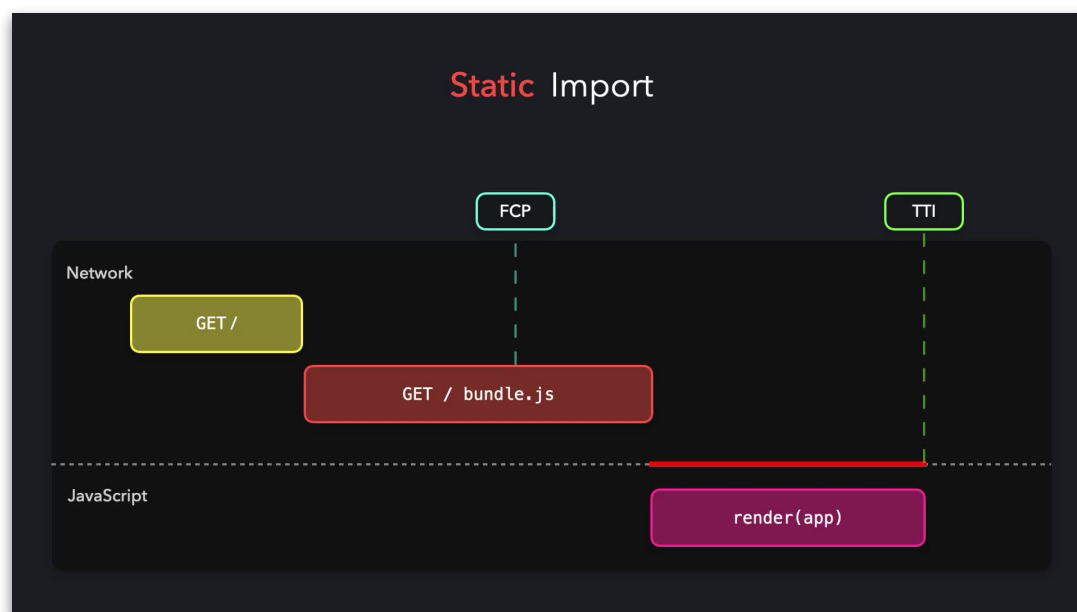 Static Import
FCP
TTI
Network
GET /
GET / bundle.js
JavaScript
render(app)